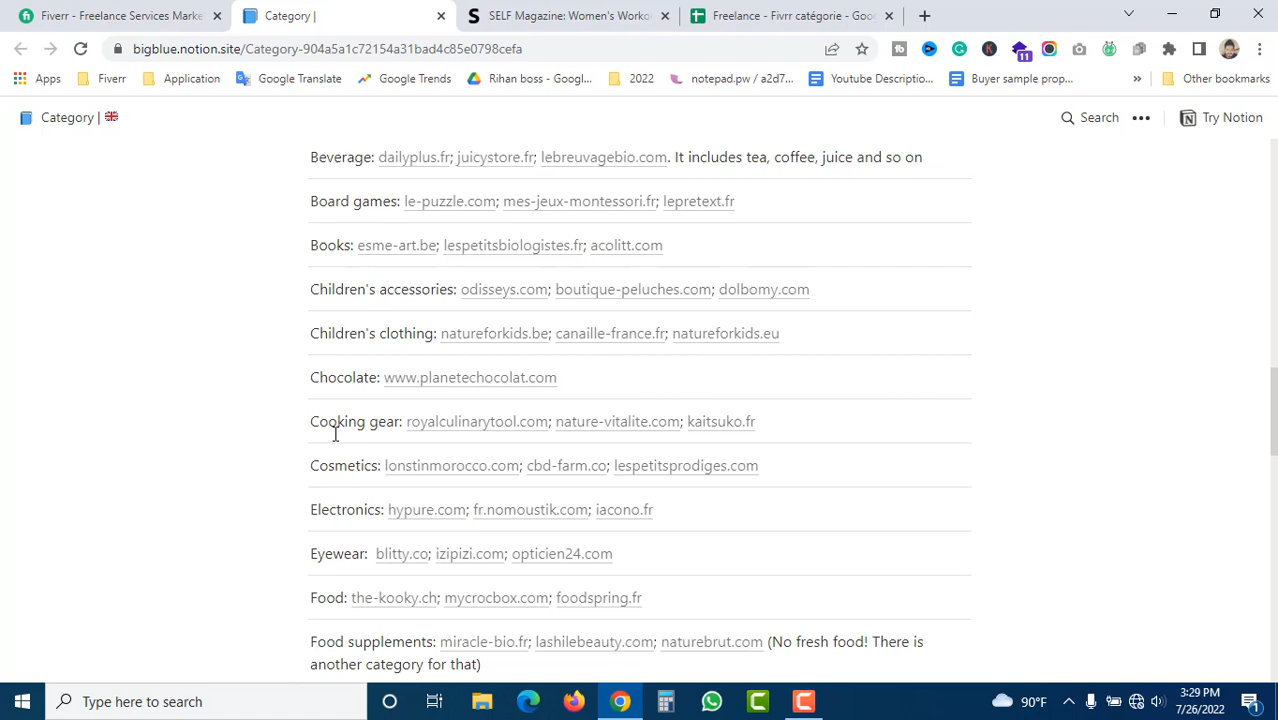 Freelance Services Marke
Category |
SELF Magazine: Women's Worko
Freelance - Fivrr catégorie - Goo
bigblue.notion.site/Category-904a5a1c72154a31bad4c85e0798cefa
11
Apps
Fiverr
Application
Google Translate
Google Trends
Rihan boss - Googl...
2022
notepad.pw / a2d7...
Youtube Descriptio...
Buyer sample prop...
»
Other bookmarks
Category |
Search
Try Notion
Beverage: dailyplus.fr; juicystore.fr; lebreuvagebio.com. It includes tea, coffee, juice and so on
Board games: le-puzzle.com; mes-jeux-montessori.fr; lepretext.fr
Books: esme-art.be; lespetitsbiologistes.fr; acolitt.com
Children's accessories: odisseys.com; boutique-peluches.com; dolbomy.com
Children's clothing: natureforkids.be; canaille-france.fr; natureforkids.eu
Chocolate: www.planetechocolat.com
Cooking gear: royalculinarytool.com; nature-vitalite.com; kaitsuko.fr
Cosmetics: lonstinmorocco.com; cbd-farm.co; lespetitsprodiges.com
Electronics: hypure.com; fr.nomoustik.com; iacono.fr
Eyewear: blitty.co; izipizi.com; opticien24.com
Food: the-kooky.ch; mycrocbox.com; foodspring.fr
Food supplements: miracle-bio.fr; lashilebeauty.com; naturebrut.com (No fresh food! There is
another category for that)
Type here to search
90°F
3:29 PM
7/26/2022
1